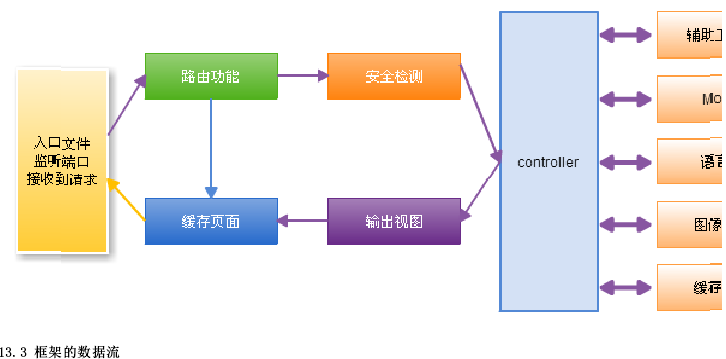 路由功能
安全检测
入口文件
监听端口
接收到请求
缓存页面
输出视图
controller
辅助
Mo
语言
图像
缓存
13.3 框架的数据流